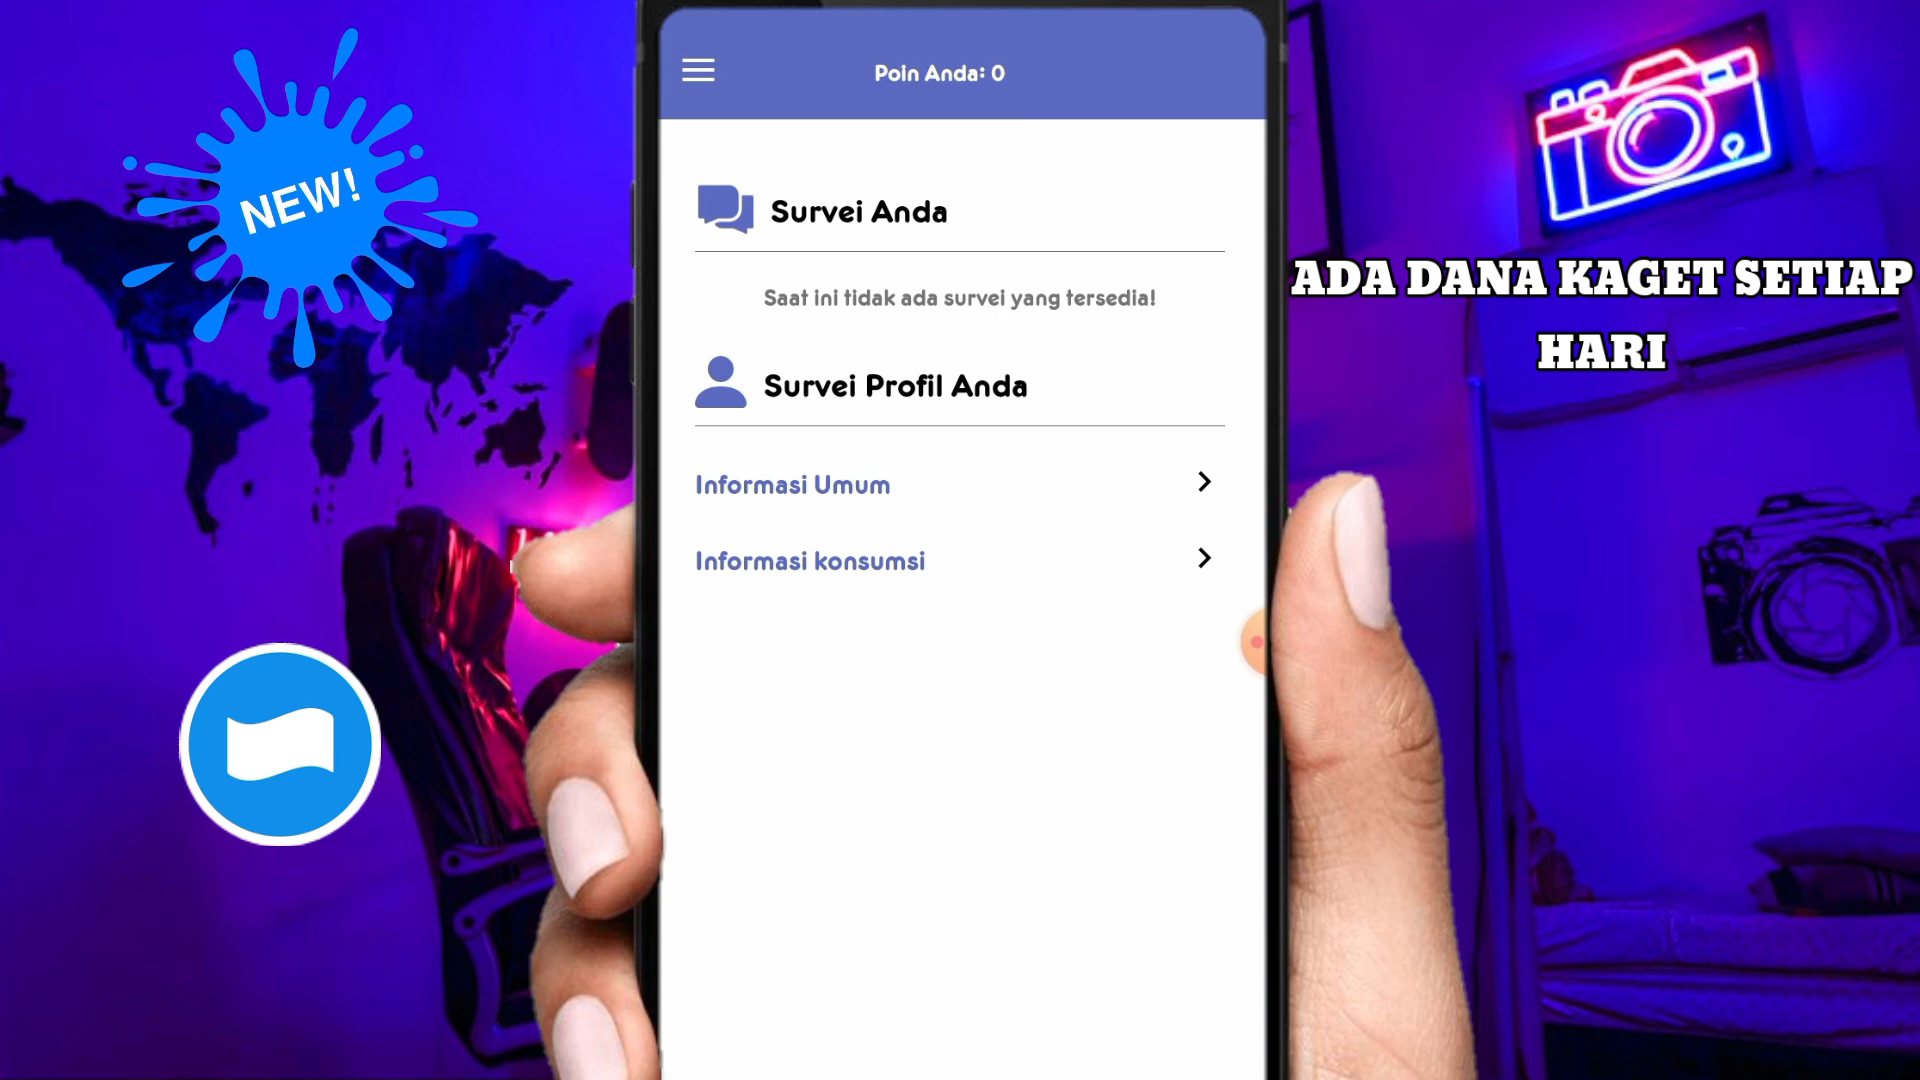 NEW!
Poin Anda: 0
Survei Anda
Saat ini tidak ada survei yang tersedia!
Survei Profil Anda
Informasi Umum
Informasi konsumsi
ADA DANA KAGET SETIAP
HARI